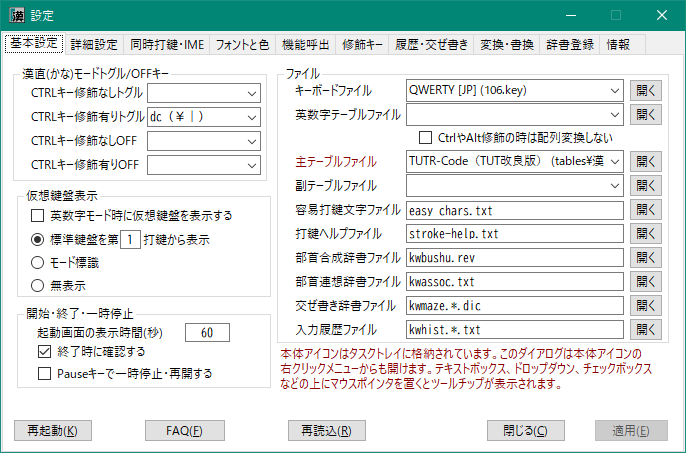 設定
基本設定 詳細設定 同時打鍵・IME フォントと色 機能呼出 修飾キー 履歴・交ぜ書き 変換・書換 辞書登録 情報
漢直(かな)モードトグル/OFFキー
CTRLキー修飾なしトグル
CTRLキー修飾有りトグル dc (￥｜)
CTRLキー修飾なしOFF
CTRLキー修飾有りOFF
仮想鍵盤表示
英数字モード時に仮想鍵盤を表示する
標準鍵盤を第 1 打鍵から表示
モード標識
無表示
開始・終了・一時停止
起動画面の表示時間(秒) 60
終了時に確認する
Pauseキーで一時停止・再開する
ファイル
キーボードファイル QWERTY [JP] (106.key) 開く
英数字テーブルファイル 開く
CtrlやAlt修飾の時は配列変換しない
主テーブルファイル TUTR-Code（TUT改良版） (tables¥漢 開く
副テーブルファイル 開く
容易打鍵文字ファイル easy_chars.txt 開く
打鍵ヘルプファイル stroke-help.txt 開く
部首合成辞書ファイル kwbushu.rev 開く
部首連想辞書ファイル kwassoc.txt 開く
交ぜ書き辞書ファイル kwmaze.*.dic 開く
入力履歴ファイル kwhist.*.txt 開く
本体アイコンはタスクトレイに格納されています。このダイアログは本体アイコンの
右クリックメニューからも開けます。テキストボックス、ドロップダウン、チェックボックス
などの上にマウスポインタを置くとツールチップが表示されます。
再起動(K) FAQ(F) 再読込(R) 閉じる(C) 適用(E)